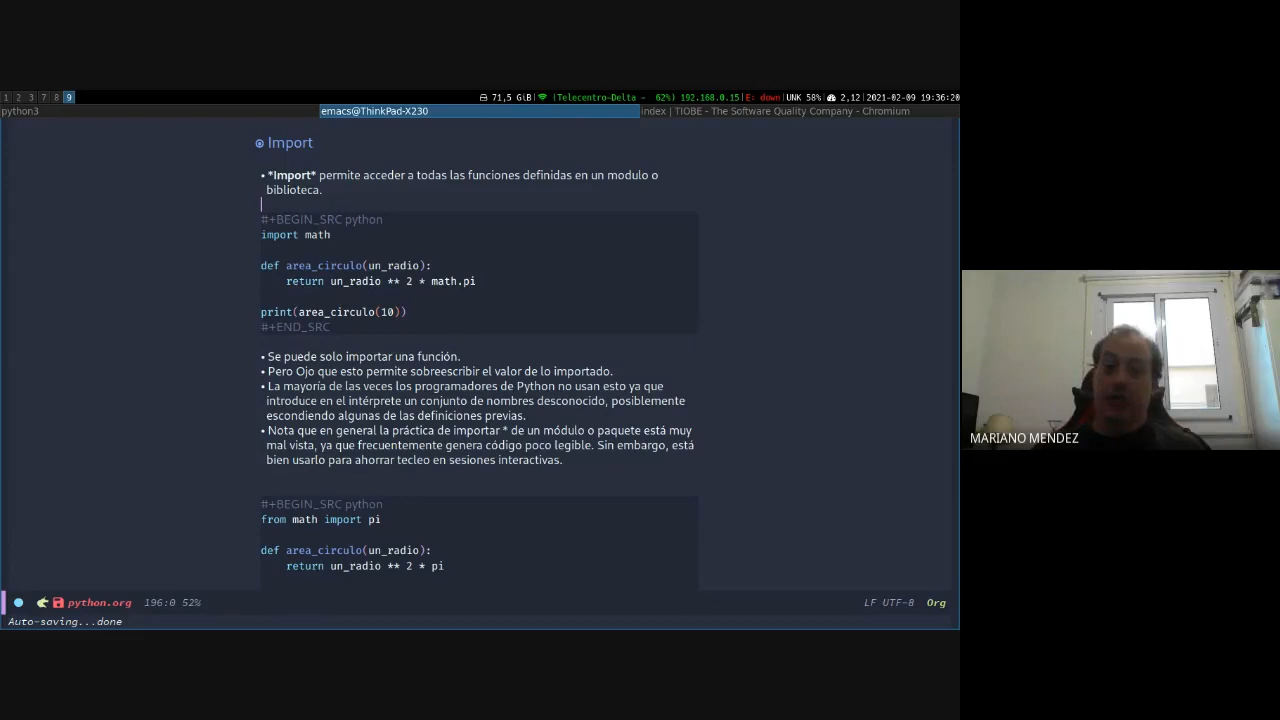 1 2 3 7 8 9
71,5 GiB (Telecentro-Delta - 62%) 192.168.0.15 E: down UNK 58% 2,12 2021-02-09 19:36:20
python3
emacs@ThinkPad-X230
index | TIOBE - The Software Quality Company - Chromium
Import
• *Import* permite acceder a todas las funciones definidas en un modulo o
biblioteca.
#+BEGIN_SRC python
import math
def area_circulo(un_radio):
return un_radio ** 2 * math.pi
print(area_circulo(10))
#+END_SRC
• Se puede solo importar una función.
• Pero Ojo que esto permite sobreescribir el valor de lo importado.
• La mayoría de las veces los programadores de Python no usan esto ya que
introduce en el intérprete un conjunto de nombres desconocido, posiblemente
escondiendo algunas de las definiciones previas.
• Nota que en general la práctica de importar * de un módulo o paquete está muy
mal vista, ya que frecuentemente genera código poco legible. Sin embargo, está
bien usarlo para ahorrar tecleo en sesiones interactivas.
#+BEGIN_SRC python
from math import pi
def area_circulo(un_radio):
return un_radio ** 2 * pi
python.org 196:0 52%
LF UTF-8 Org
Auto-saving...done
MARIANO MENDEZ